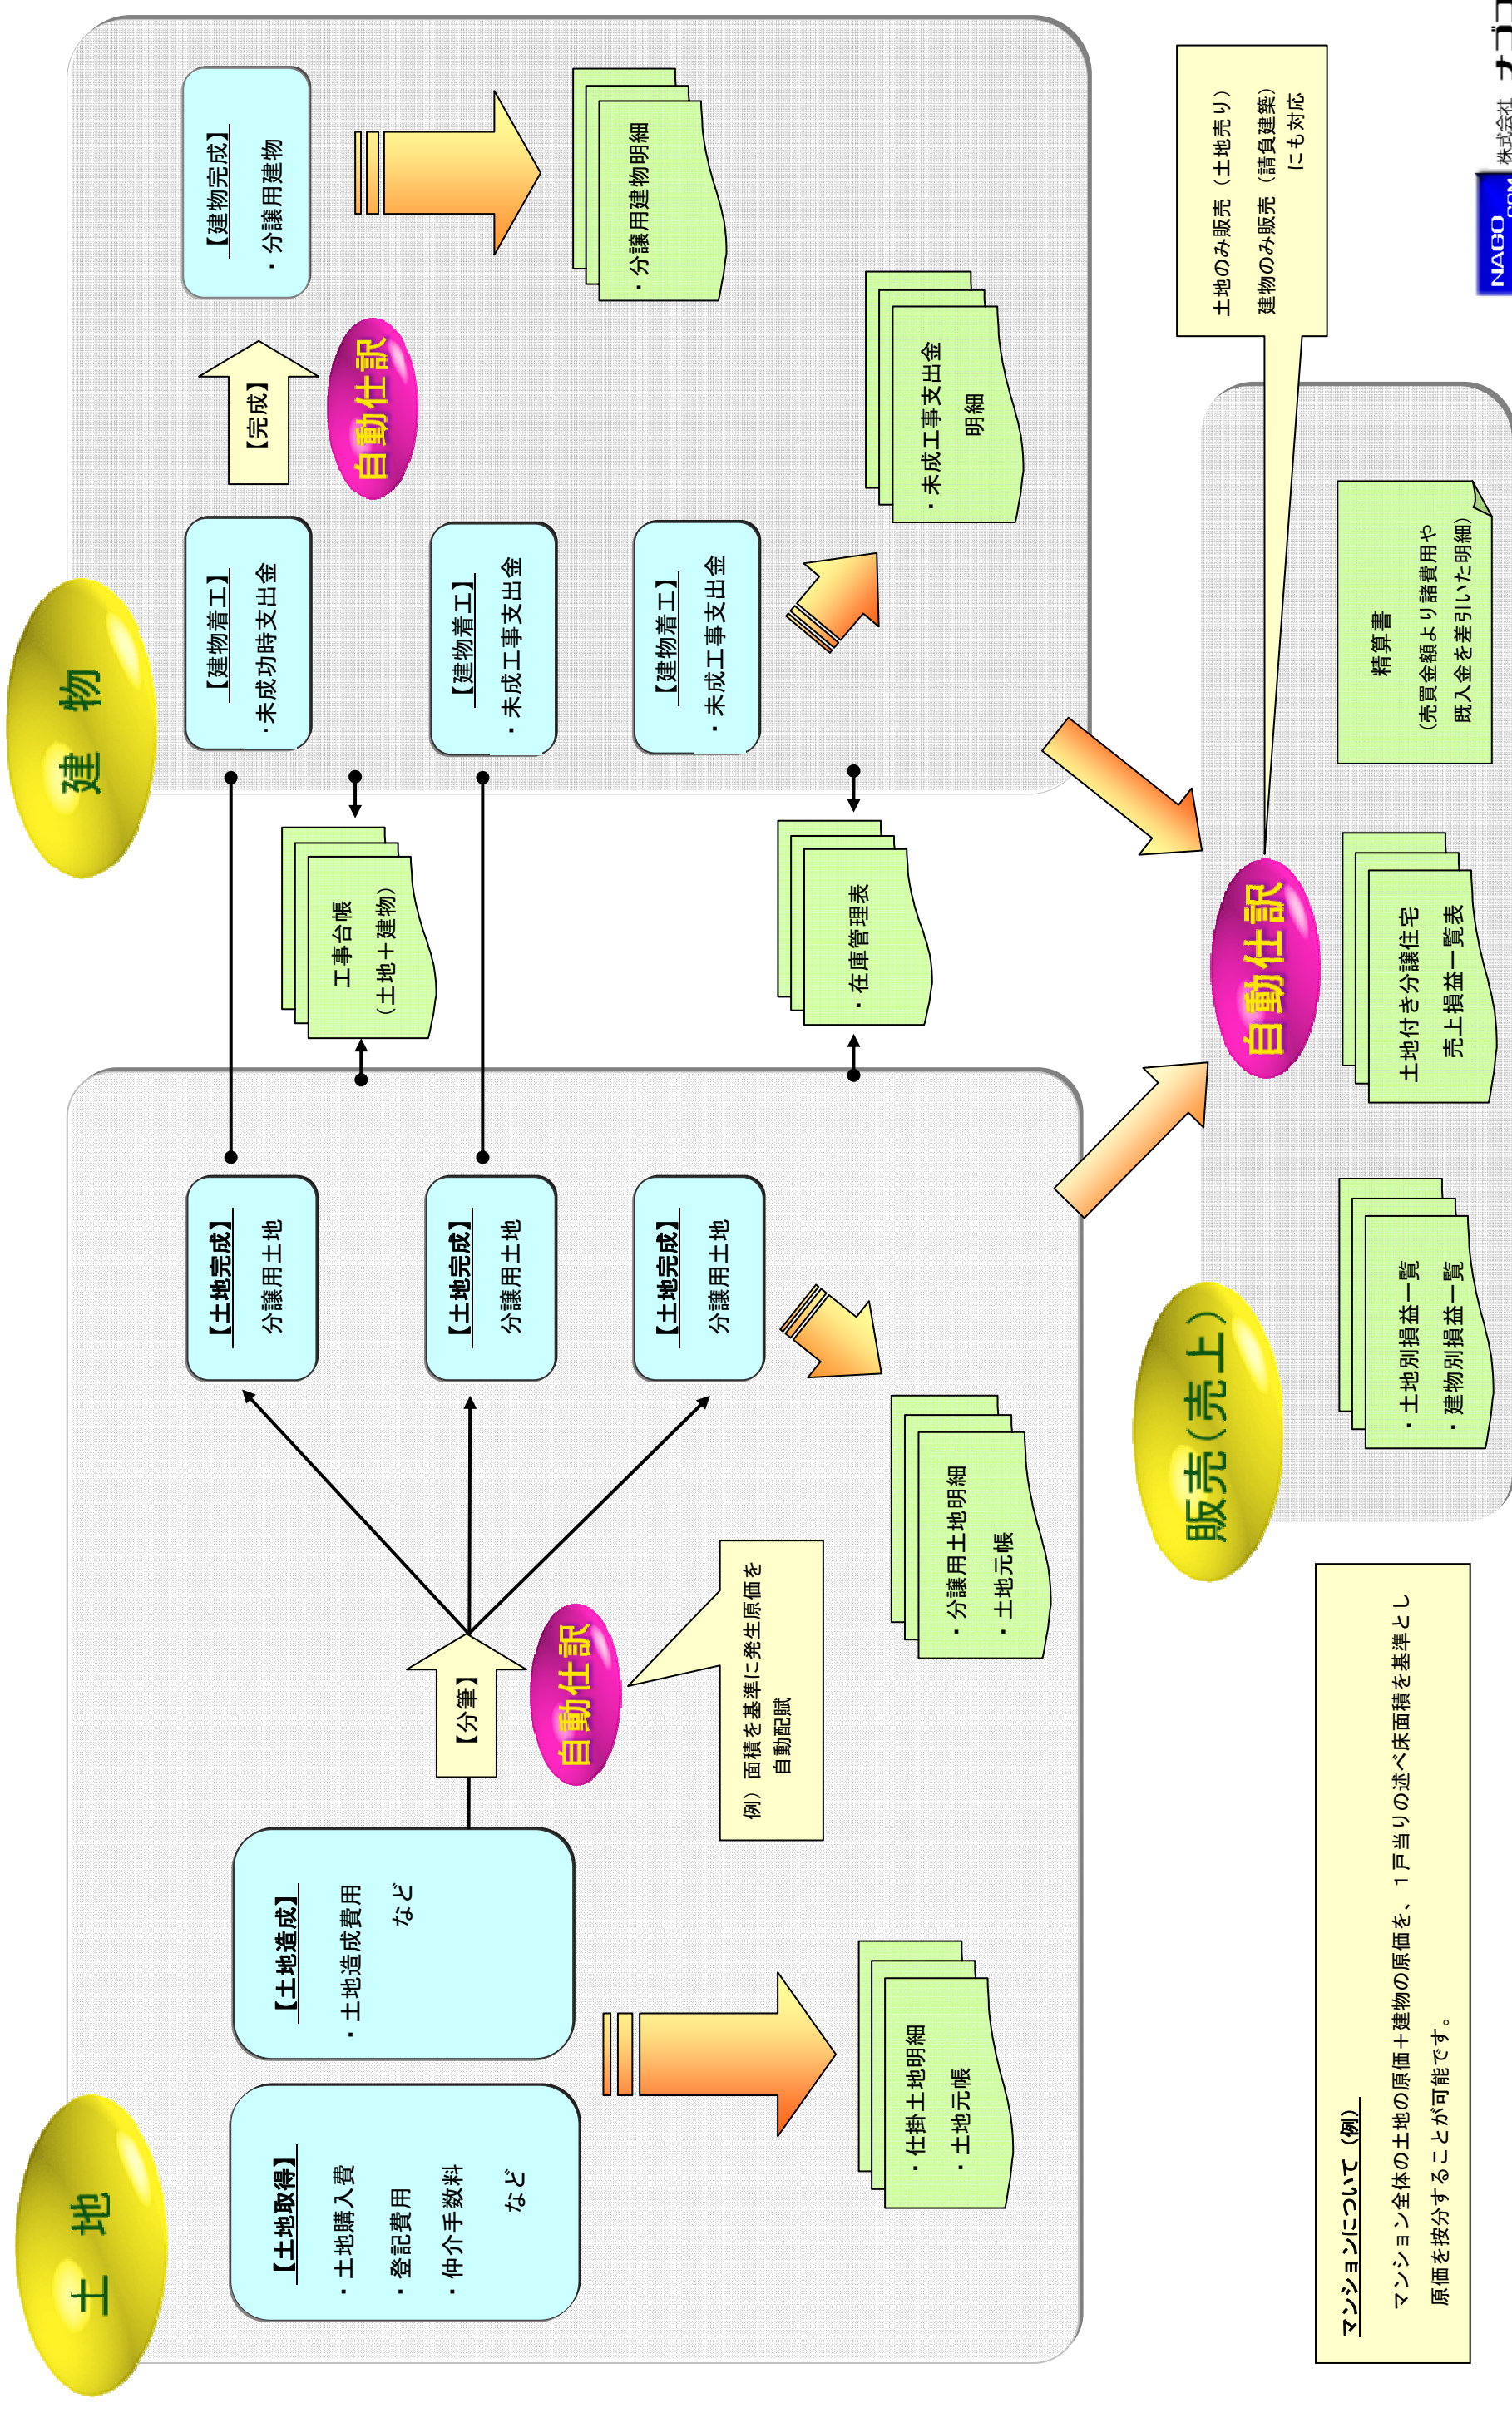 土　地
【土地取得】
・土地購入費
・登記費用
・仲介手数料
など
【土地造成】
・土地造成費用
など
【分筆】
自動仕訳
例）面積を基準に発生原価を
自動配賦
【土地完成】
分譲用土地
【土地完成】
分譲用土地
【土地完成】
分譲用土地
・仕掛土地明細
・土地元帳
・分譲用土地明細
・土地元帳
工事台帳
（土地＋建物）
・在庫管理表
建　物
【建物着工】
・未成功時支出金
【建物着工】
・未成工事支出金
【建物着工】
・未成工事支出金
【完成】
自動仕訳
【建物完成】
・分譲用建物
・分譲用建物明細
・未成工事支出金
明細
販売（売上）
自動仕訳
・土地別損益一覧
・建物別損益一覧
土地付き分譲住宅
売上損益一覧表
精算書
（売買金額より諸費用や
既入金を差引いた明細）
土地のみ販売（土地売り）
建物のみ販売（請負建築）
にも対応
マンションについて（例）
マンション全体の土地の原価＋建物の原価を、１戸当りの述べ床面積を基準とし
原価を按分することが可能です。
NAGO
株式会社